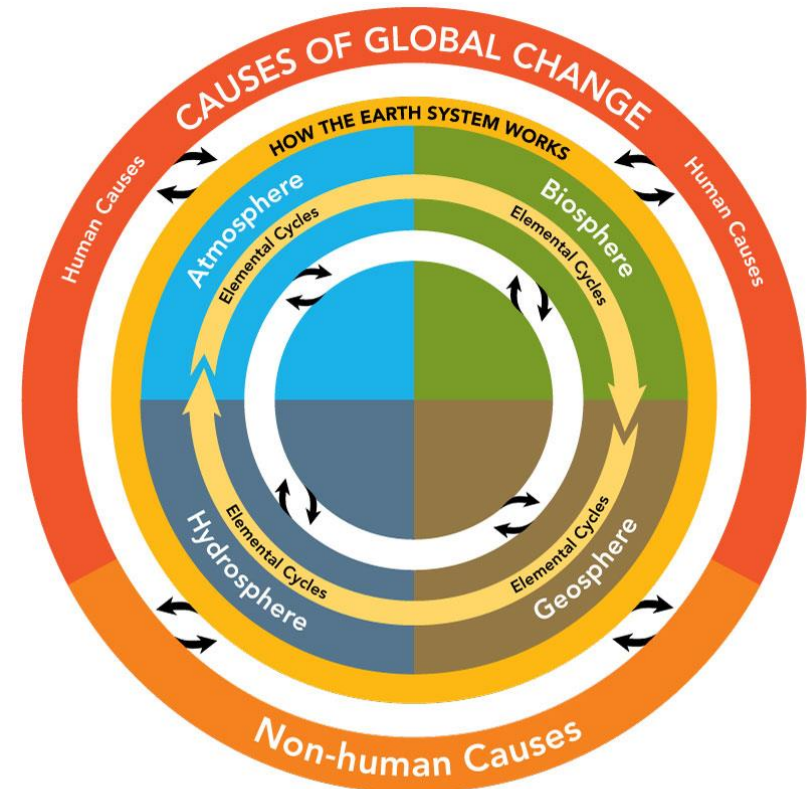 CAUSES OF GLOBAL CHANGE
HOW THE EARTH SYSTEM WORKS
Human Causes
Human Causes
Atmosphere
Biosphere
Elemental Cycles
Elemental Cycles
Hydrosphere
Geosphere
Elemental Cycles
Elemental Cycles
Non-human Causes